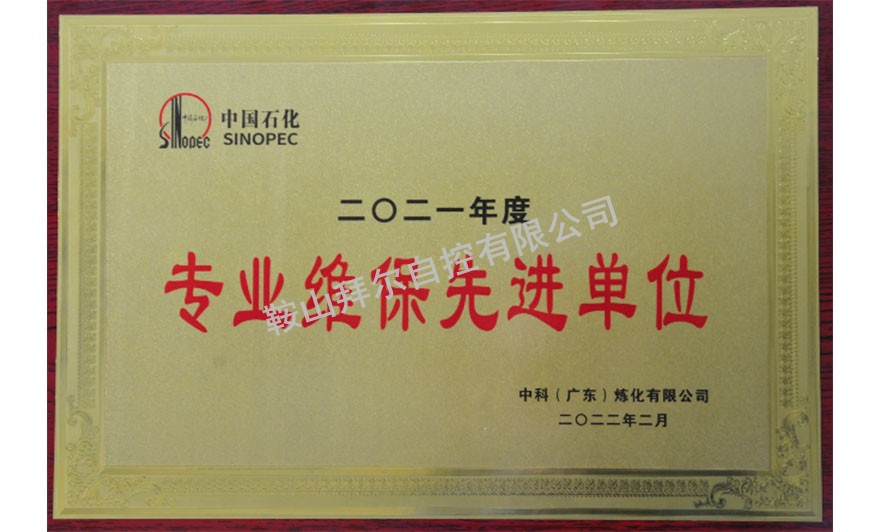 中国石化
SINOPEC
SINOPEC
二〇二一年度
专业维保先进单位
鞍山拜尔自控有限公司
中科（广东）炼化有限公司
二〇二二年二月